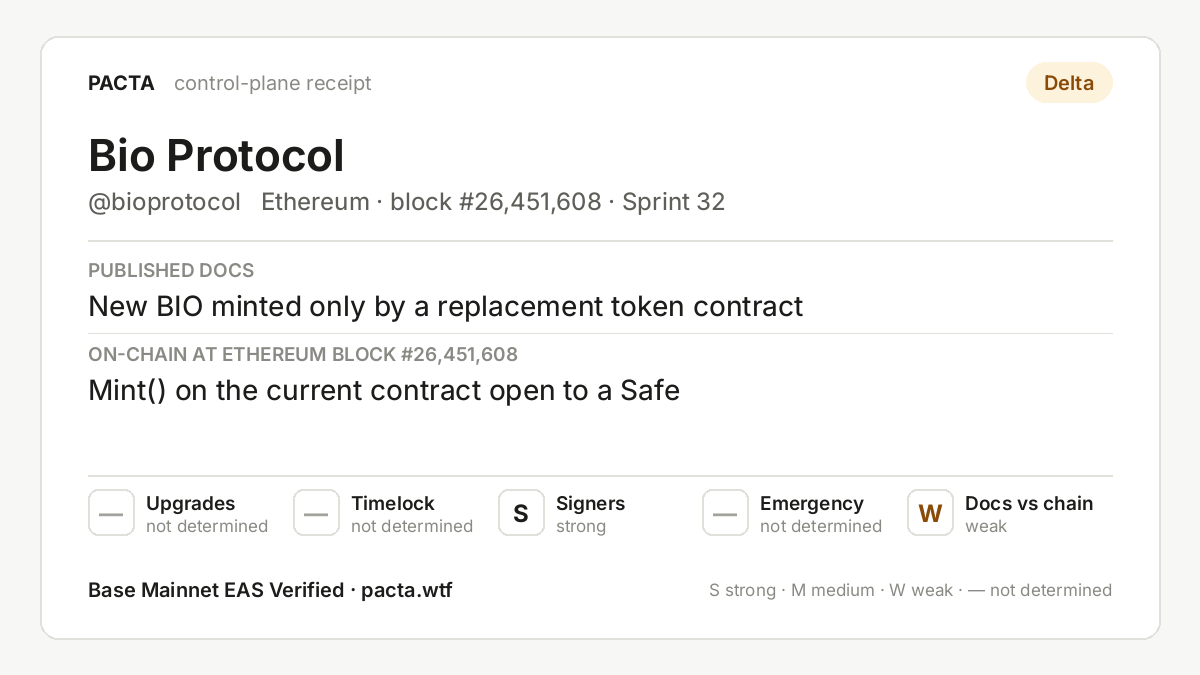 PACTA control-plane receipt Delta
Bio Protocol
@bioprotocol Ethereum · block #26,451,608 · Sprint 32
PUBLISHED DOCS
New BIO minted only by a replacement token contract
ON-CHAIN AT ETHEREUM BLOCK #26,451,608
Mint() on the current contract open to a Safe
— Upgrades not determined
— Timelock not determined
S Signers strong
— Emergency not determined
W Docs vs chain weak
Base Mainnet EAS Verified · pacta.wtf
S strong · M medium · W weak · — not determined